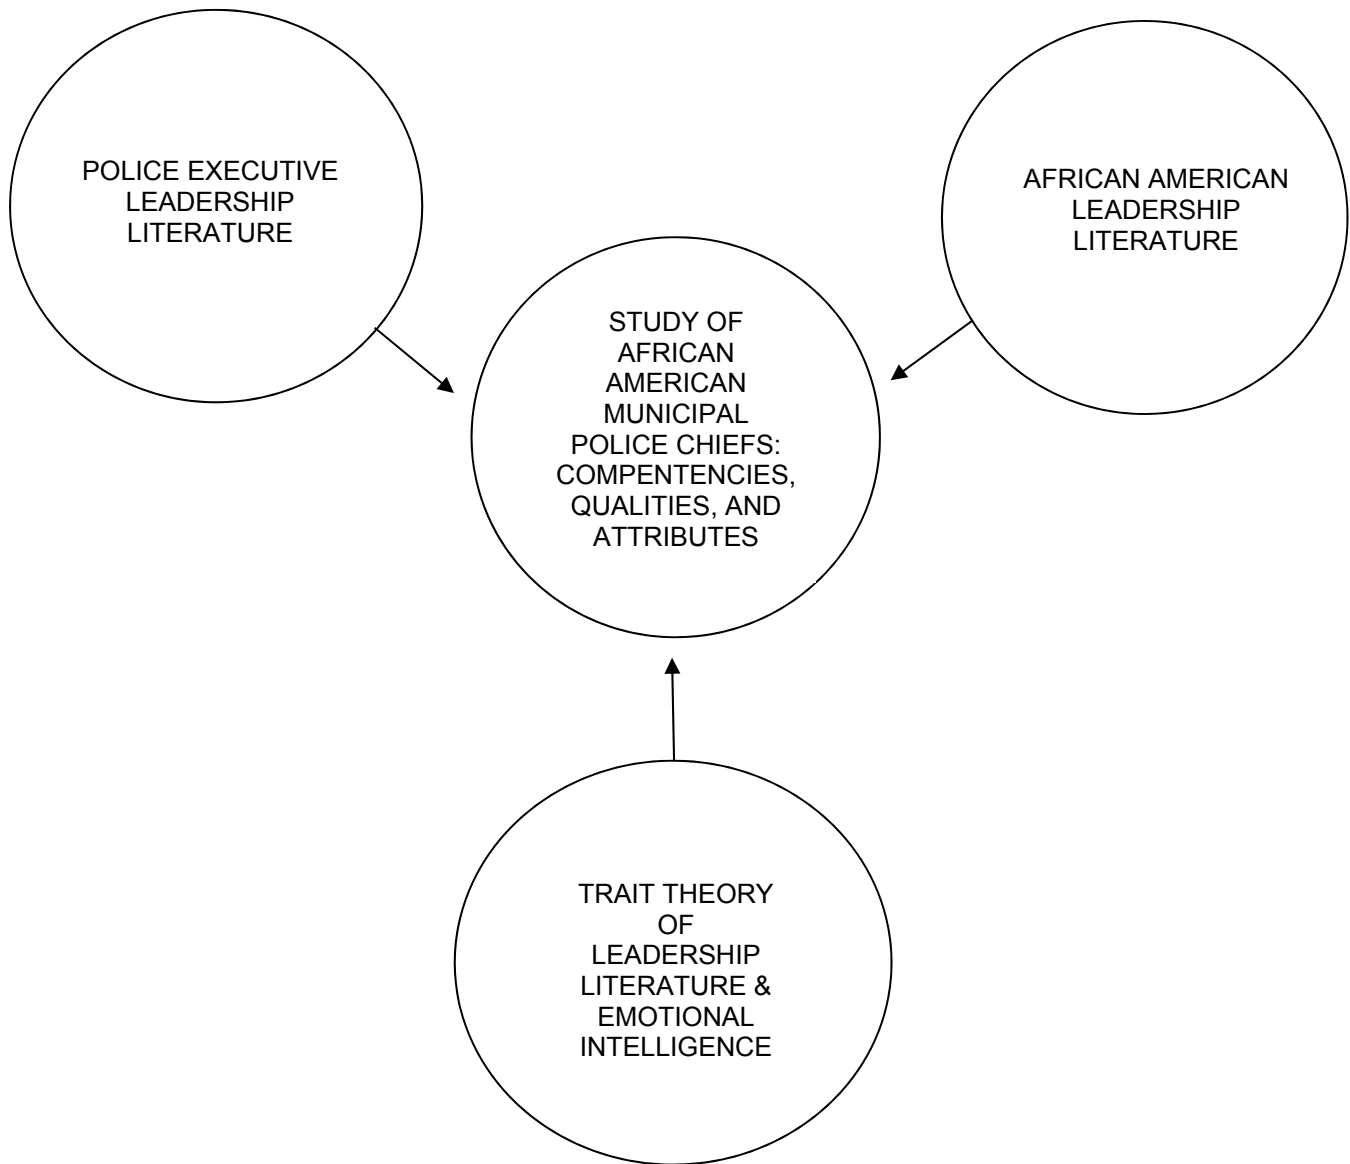 POLICE EXECUTIVE
LEADERSHIP
LITERATURE
AFRICAN AMERICAN
LEADERSHIP
LITERATURE
STUDY OF
AFRICAN
AMERICAN
MUNICIPAL
POLICE CHIEFS:
COMPENTENCIES,
QUALITIES, AND
ATTRIBUTES
TRAIT THEORY
OF
LEADERSHIP
LITERATURE &
EMOTIONAL
INTELLIGENCE